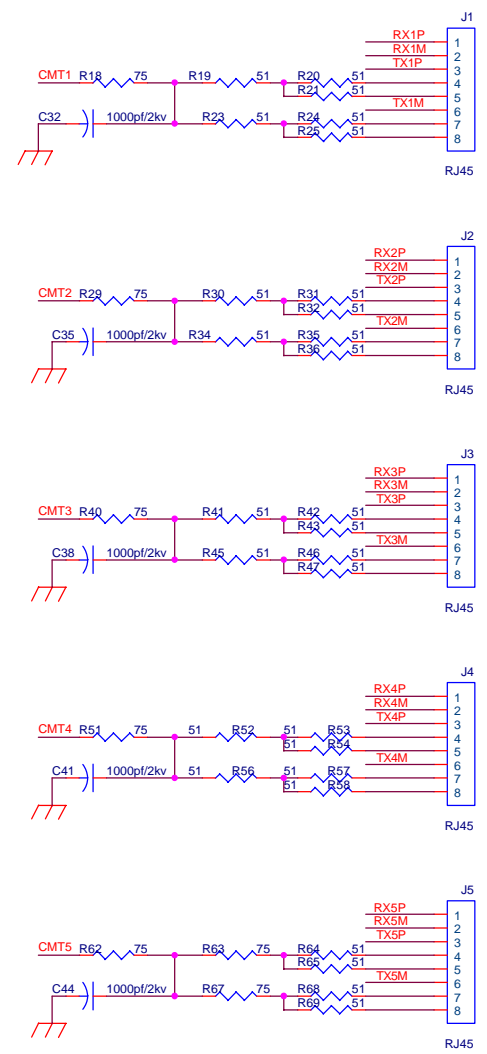 J1
RX1P
1
RX1M
2
TX1P
3
CMT1 R18 75 R19 51 R20 51
4
R21 51
5
TX1M
6
C32 1000pf/2kv R23 51 R24 51
7
R25 51
8
RJ45
J2
RX2P
1
RX2M
2
TX2P
3
CMT2 R29 75 R30 51 R31 51
4
R32 51
5
TX2M
6
C35 1000pf/2kv R34 51 R35 51
7
R36 51
8
RJ45
J3
RX3P
1
RX3M
2
TX3P
3
CMT3 R40 75 R41 51 R42 51
4
R43 51
5
TX3M
6
C38 1000pf/2kv R45 51 R46 51
7
R47 51
8
RJ45
J4
RX4P
1
RX4M
2
TX4P
3
CMT4 R51 75 51 R52 51 R53
4
51 R54
5
TX4M
6
C41 1000pf/2kv 51 R56 51 R57
7
51 R58
8
RJ45
J5
RX5P
1
RX5M
2
TX5P
3
CMT5 R62 75 R63 75 R64 51
4
R65 51
5
TX5M
6
C44 1000pf/2kv R67 75 R68 51
7
R69 51
8
RJ45